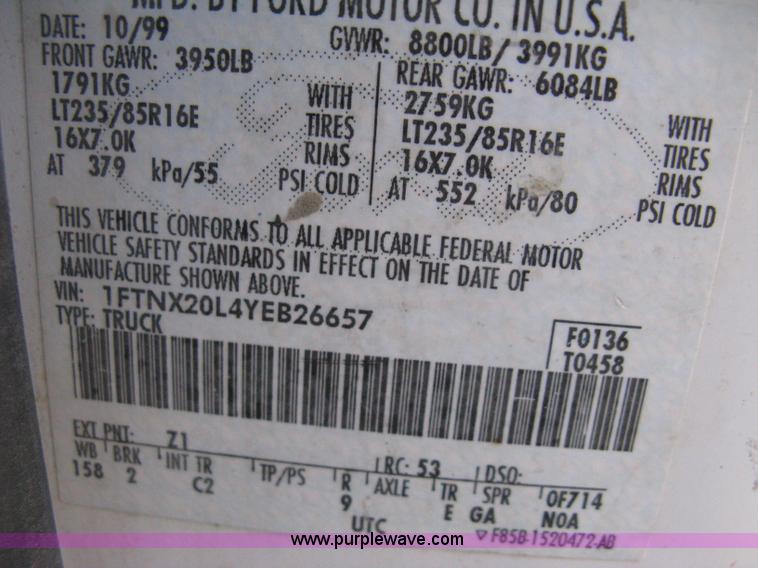 MFD. BY FORD MOTOR CO. IN U.S.A.
DATE: 10/99 GVWR: 8800LB/ 3991KG
FRONT GAWR: 3950LB REAR GAWR: 6084LB
1791KG WITH 2759KG WITH
LT235/85R16E TIRES LT235/85R16E TIRES
16X7.0K RIMS 16X7.0K RIMS
AT 379 kPa/55 PSI COLD AT 552 kPa/80 PSI COLD
THIS VEHICLE CONFORMS TO ALL APPLICABLE FEDERAL MOTOR
VEHICLE SAFETY STANDARDS IN EFFECT ON THE DATE OF
MANUFACTURE SHOWN ABOVE.
VIN: 1FTNX20L4YEB26657
TYPE: TRUCK
F0136
T0458
EXT PNT: Z1 RC: 53 DSO:
WB BRK INT TR TP/PS R AXLE TR SPR 0F714
158 2 C2 9 E GA NOA
UTC F85B-1520472-AB
www.purplewave.com